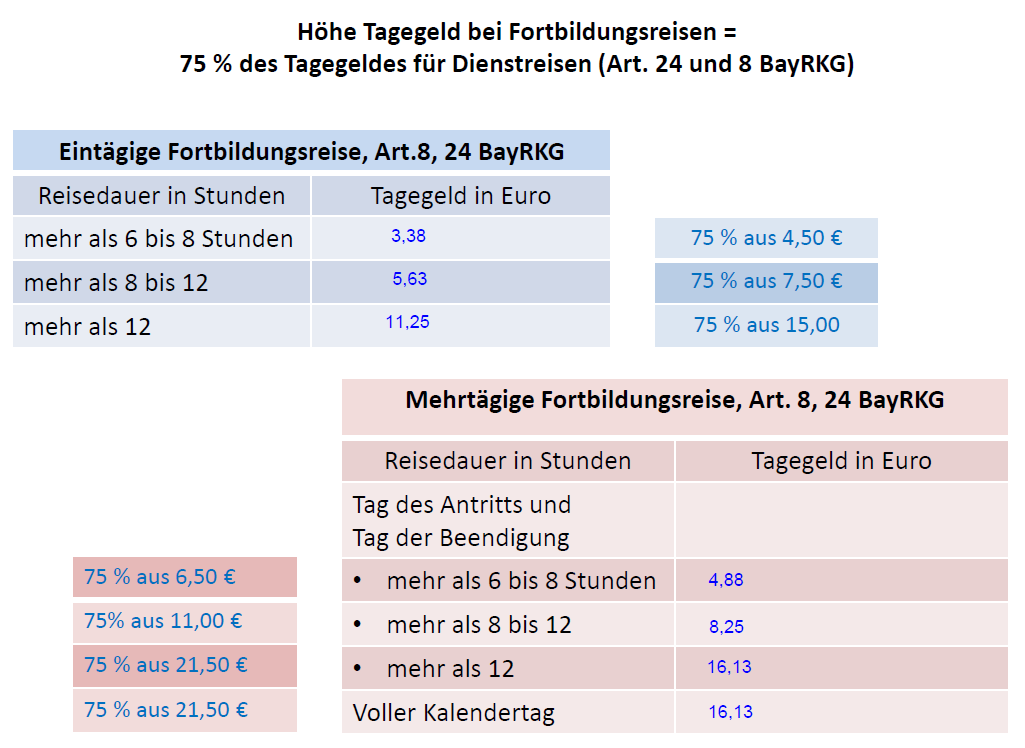 Höhe Tagegeld bei Fortbildungsreisen =
75 % des Tagegeldes für Dienstreisen (Art. 24 und 8 BayRKG)
Eintägige Fortbildungsreise, Art.8, 24 BayRKG
Reisedauer in Stunden Tagegeld in Euro
mehr als 6 bis 8 Stunden 3,38 75 % aus 4,50 €
mehr als 8 bis 12 5,63 75 % aus 7,50 €
mehr als 12 11,25 75 % aus 15,00
Mehrtägige Fortbildungsreise, Art. 8, 24 BayRKG
Reisedauer in Stunden Tagegeld in Euro
Tag des Antritts und
Tag der Beendigung
75 % aus 6,50 € • mehr als 6 bis 8 Stunden 4,88
75% aus 11,00 € • mehr als 8 bis 12 8,25
75 % aus 21,50 € • mehr als 12 16,13
75 % aus 21,50 € Voller Kalendertag 16,13